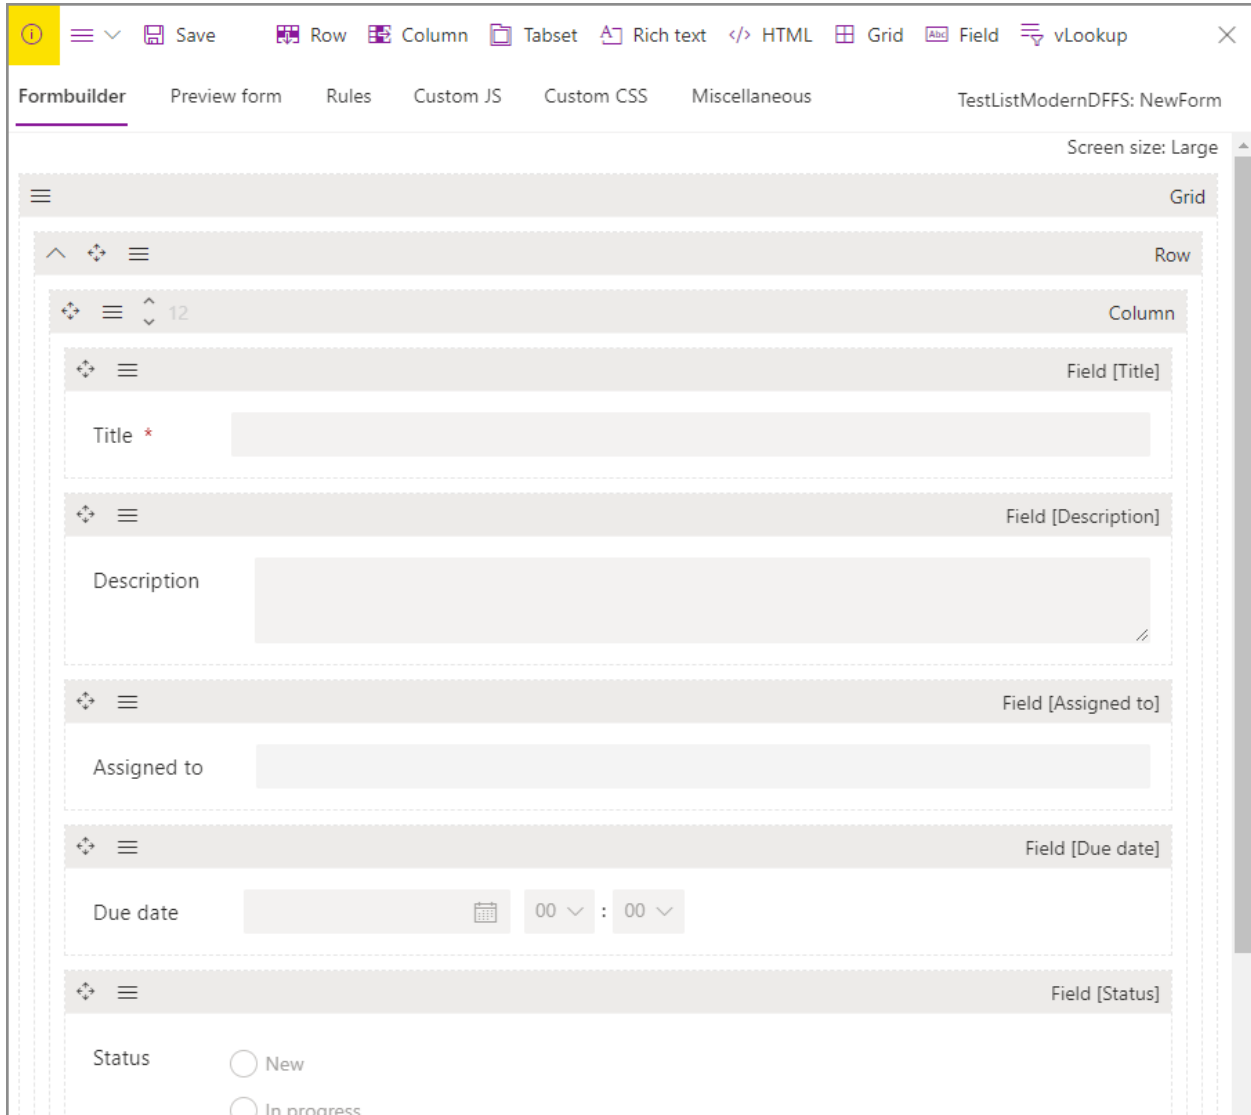 Save Row Column Tabset Abc Rich text </> HTML Grid Abc Field vLookup
Formbuilder Preview form Rules Custom JS Custom CSS Miscellaneous TestListModernDFFS: NewForm
Screen size: Large
Grid
Row
12 Column
Field [Title]
Title *
Field [Description]
Description
Field [Assigned to]
Assigned to
Field [Due date]
Due date 00 : 00
Field [Status]
Status New
In progress